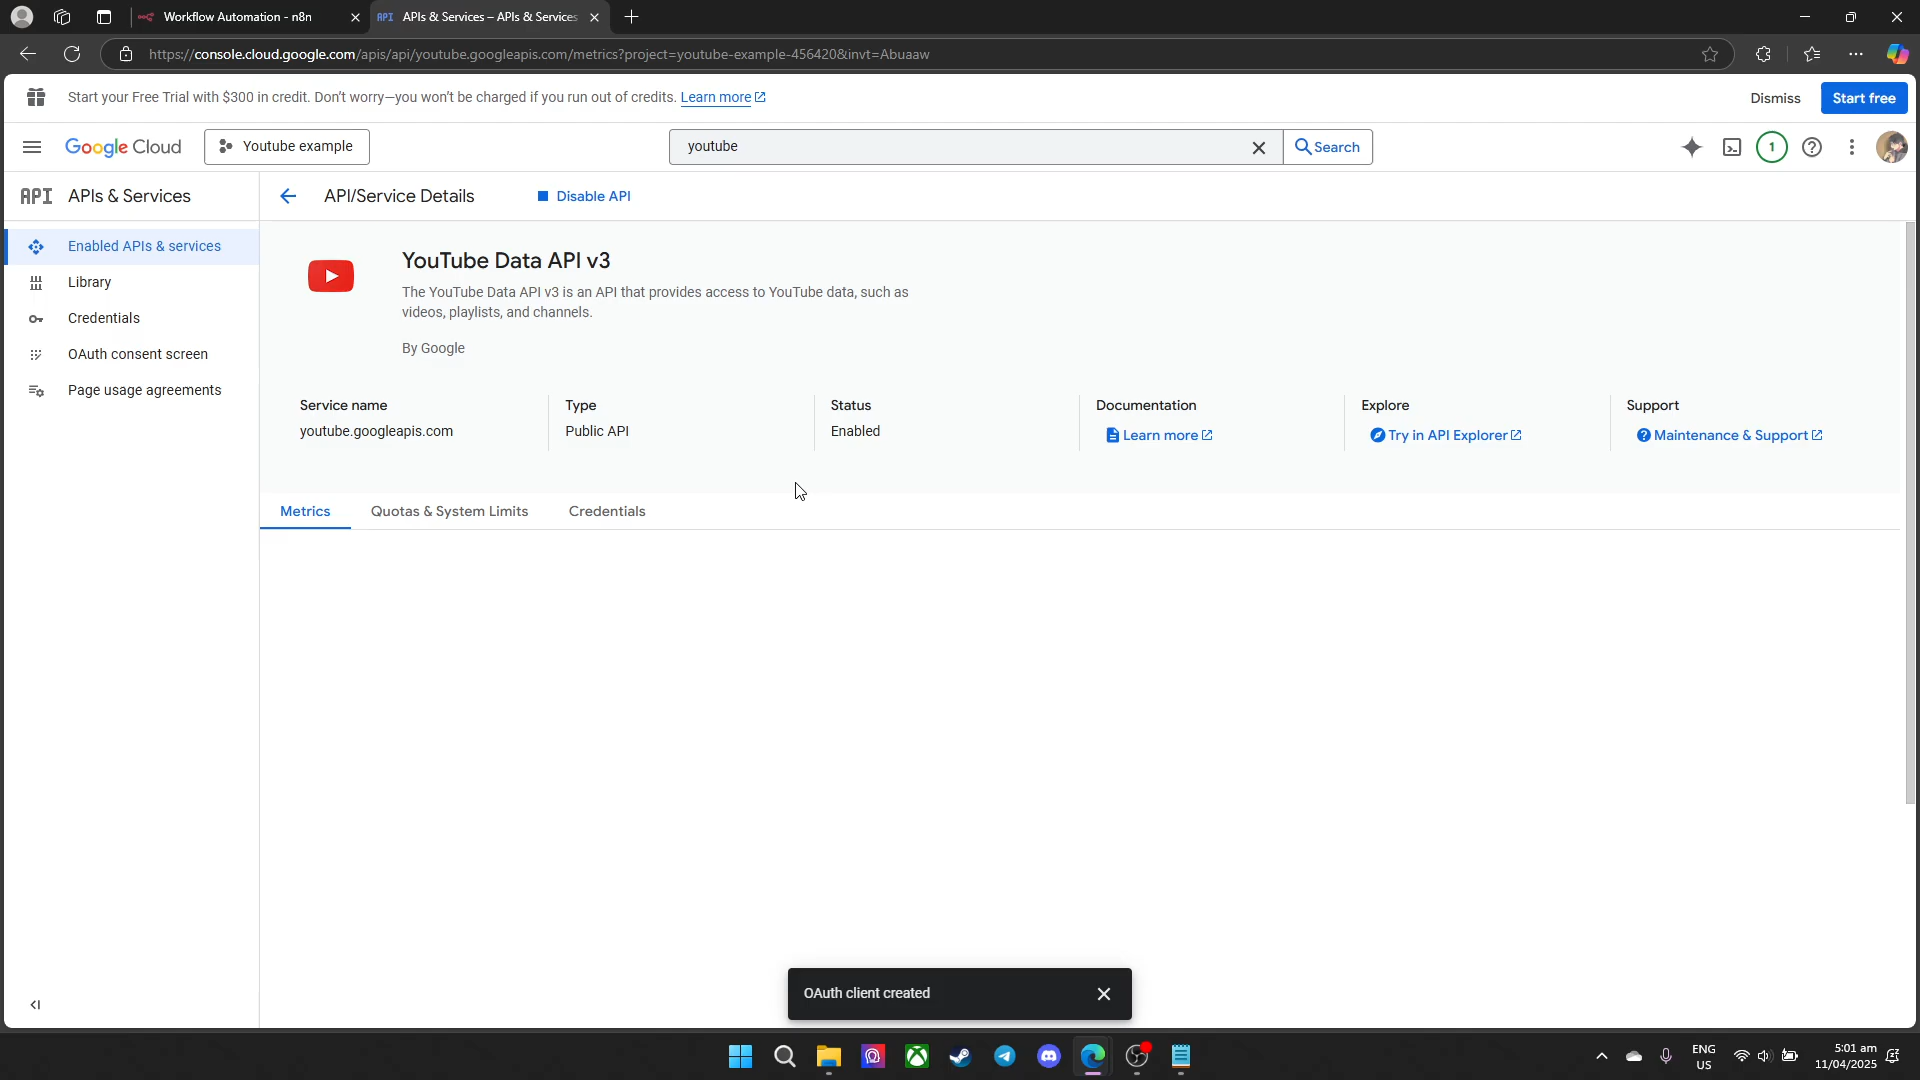 Workflow Automation - n8n
API APIs & Services – APIs & Services
https://console.cloud.google.com/apis/api/youtube.googleapis.com/metrics?project=youtube-example-456420&invt=Abuaaw
Start your Free Trial with $300 in credit. Don't worry—you won't be charged if you run out of credits. Learn more
Dismiss
Start free
Google Cloud
Youtube example
youtube
Search
1
API APIs & Services
API/Service Details
Disable API
Enabled APIs & services
Library
Credentials
OAuth consent screen
Page usage agreements
YouTube Data API v3
The YouTube Data API v3 is an API that provides access to YouTube data, such as
videos, playlists, and channels.
By Google
Service name
youtube.googleapis.com
Type
Public API
Status
Enabled
Documentation
Learn more
Explore
Try in API Explorer
Support
Maintenance & Support
Metrics
Quotas & System Limits
Credentials
OAuth client created
ENG
US
5:01 am
11/04/2025